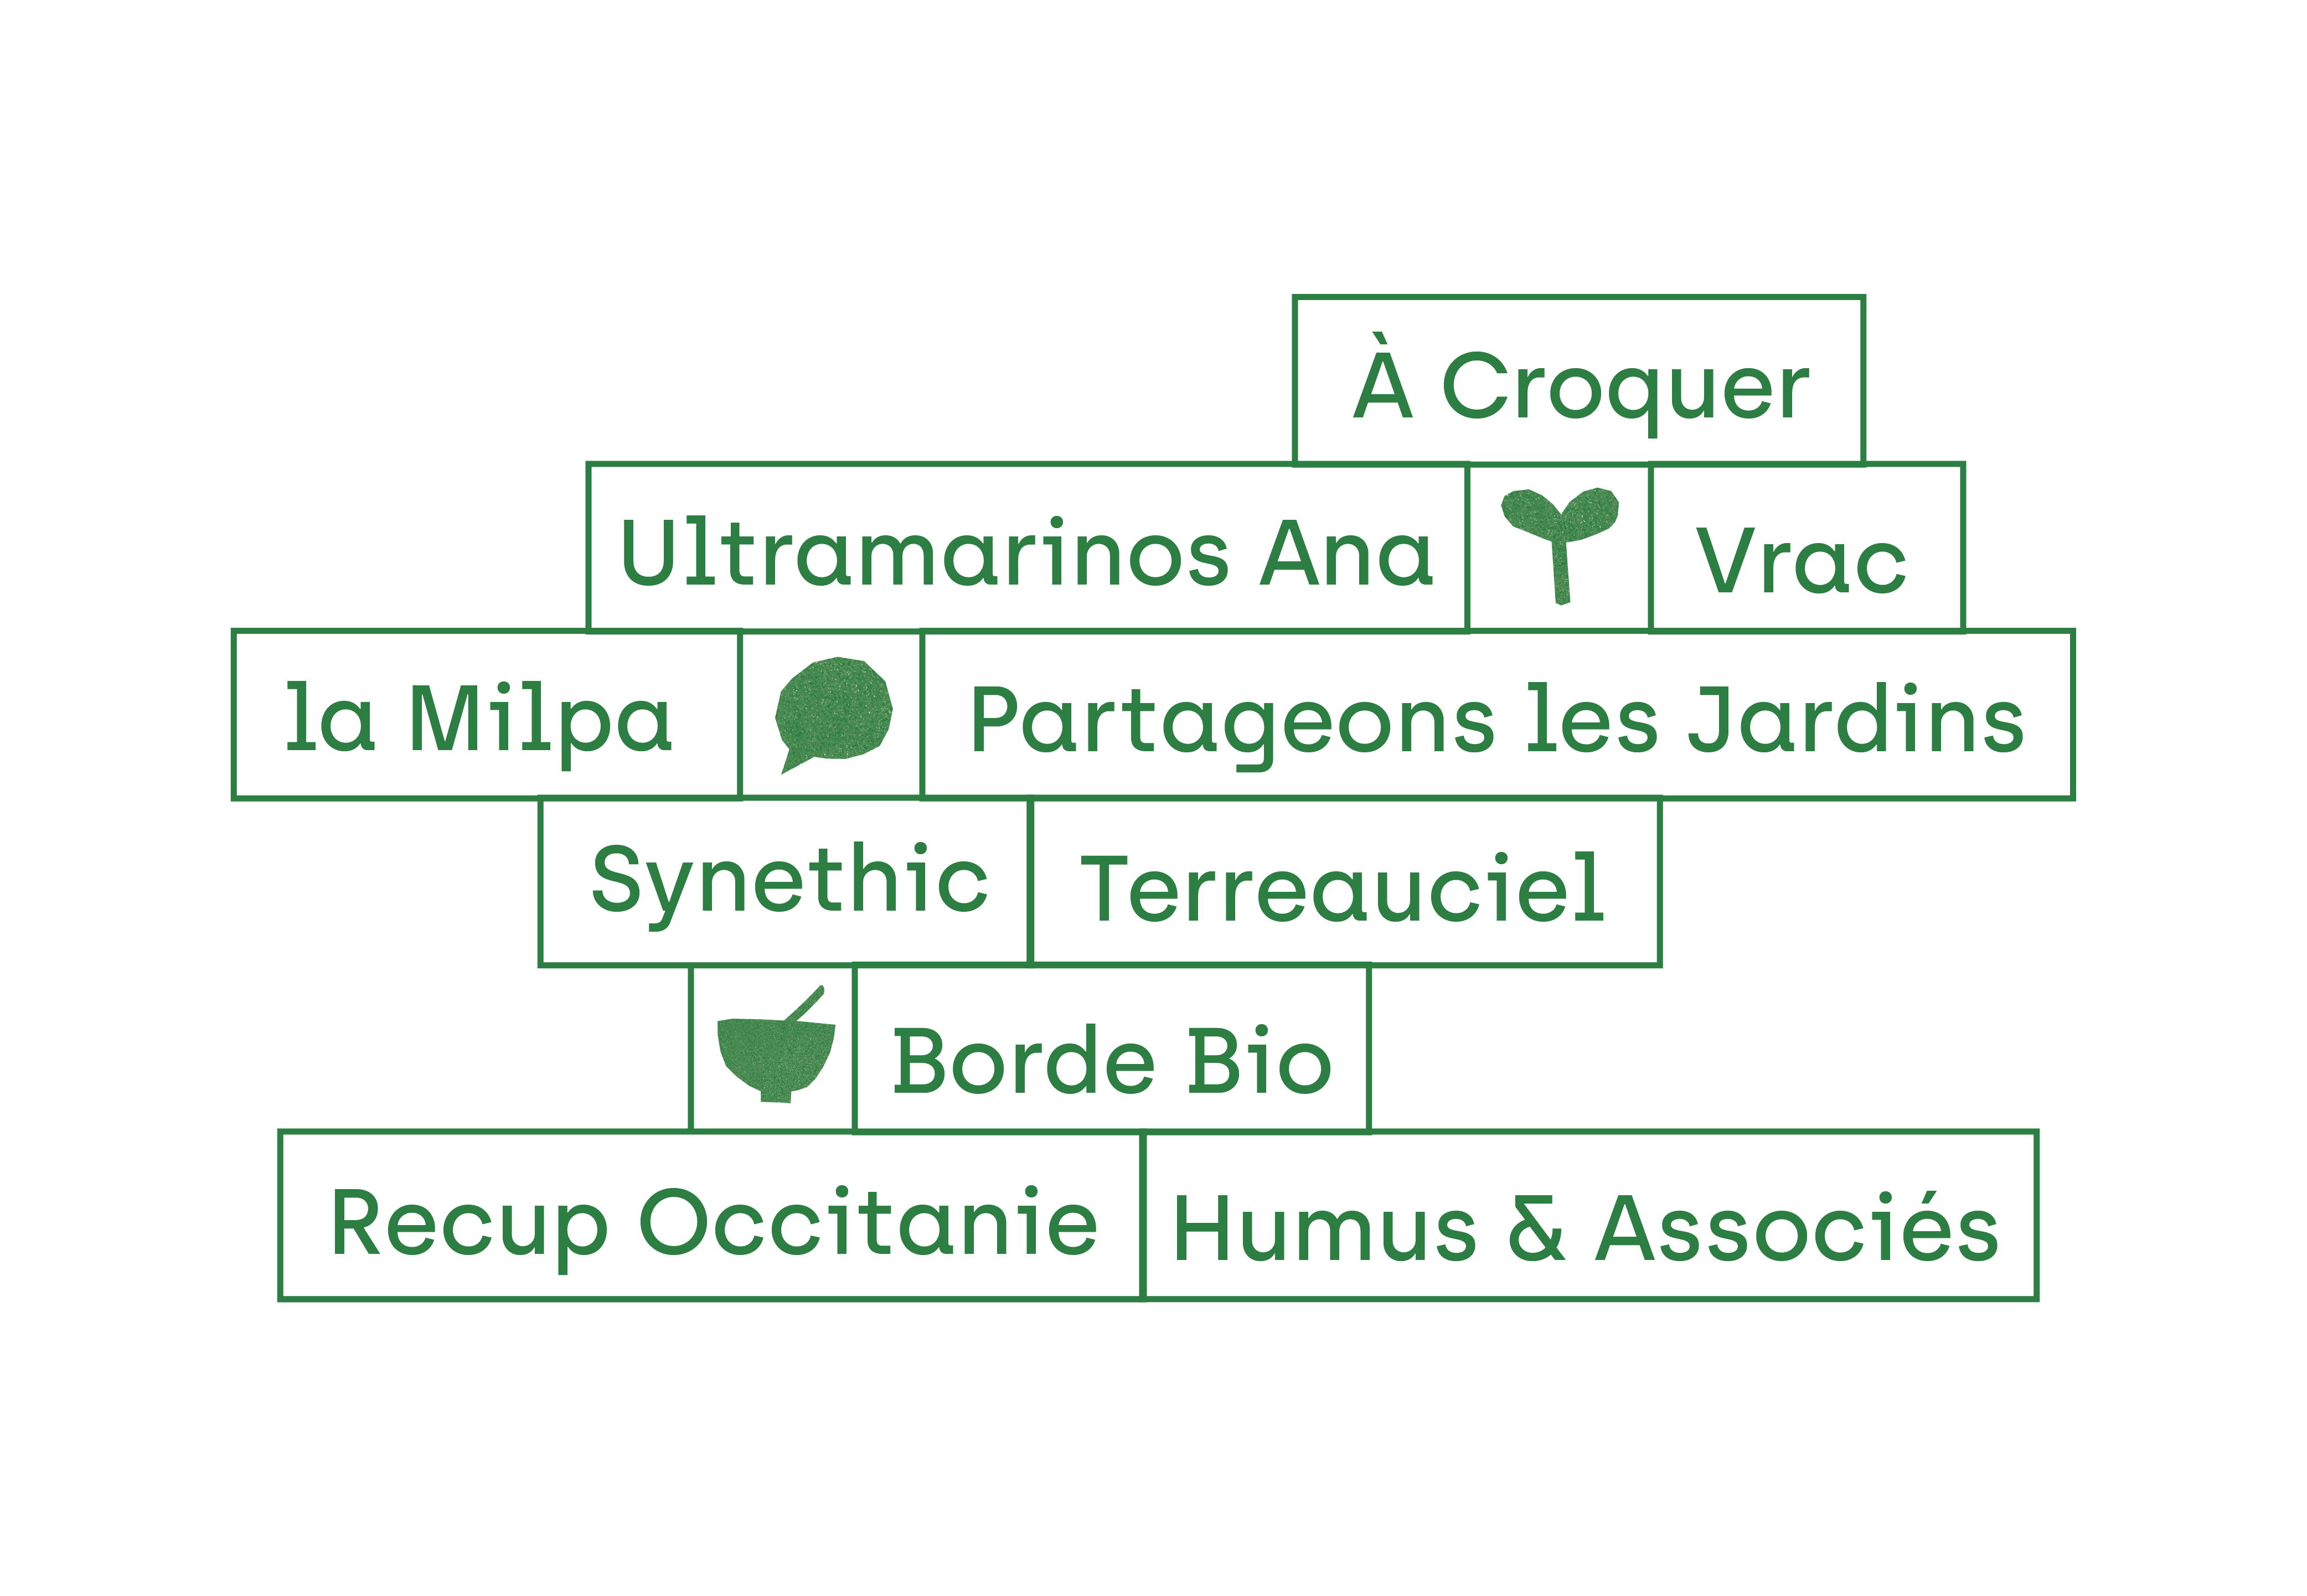 À Croquer
Ultramarinos Ana
Vrac
la Milpa
Partageons les Jardins
Synethic
Terreauciel
Borde Bio
Recup Occitanie
Humus & Associés